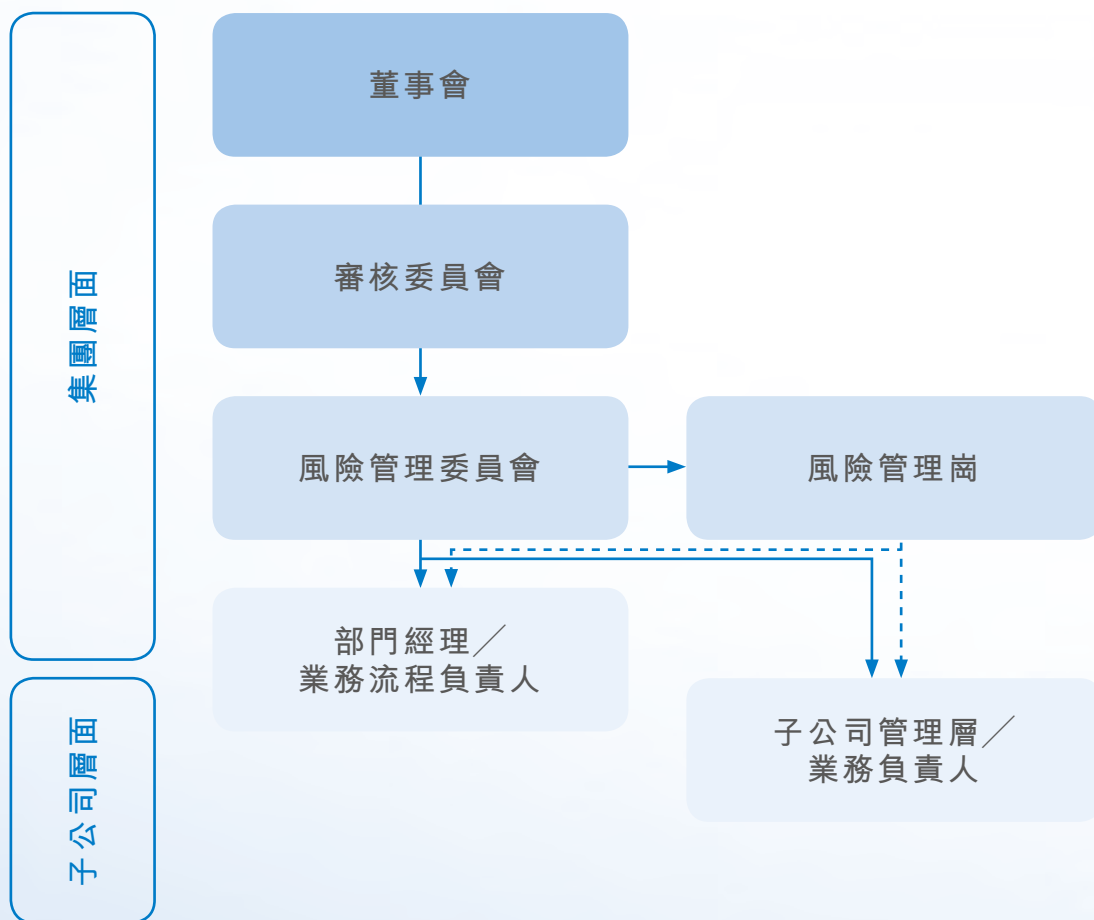 集團層面
董事會
審核委員會
風險管理委員會
風險管理崗
部門經理／
業務流程負責人
子公司層面
子公司管理層／
業務負責人